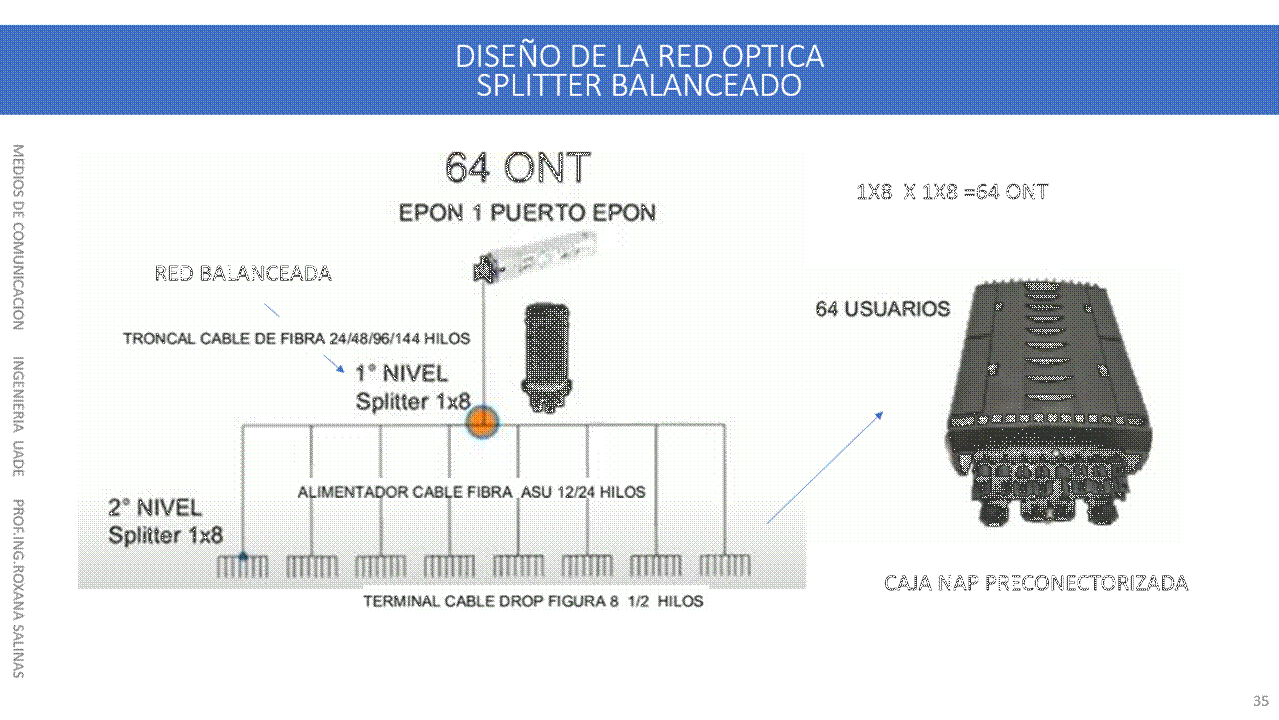 DISEÑO DE LA RED OPTICA
SPLITTER BALANCEADO
MEDIOS DE COMUNICACION INGENIERIA UADE PROF.ING.ROXANA SALINAS
64 ONT
EPON 1 PUERTO EPON
1X8 X 1X8 =64 ONT
RED BALANCEADA
64 USUARIOS
TRONCAL CABLE DE FIBRA 24/48/96/144 HILOS
1° NIVEL
Splitter 1x8
ALIMENTADOR CABLE FIBRA ASU 12/24 HILOS
2° NIVEL
Splitter 1x8
CAJA NAP PRECONECTORIZADA
TERMINAL CABLE DROP FIGURA 8 1/2 HILOS
35